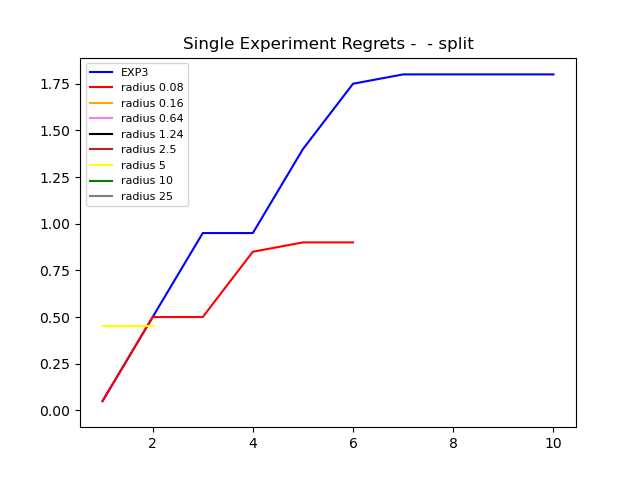 Single Experiment Regrets -  - split
EXP3
radius 0.08
radius 0.16
radius 0.64
radius 1.24
radius 2.5
radius 5
radius 10
radius 25
1.75
1.50
1.25
1.00
0.75
0.50
0.25
0.00
2 4 6 8 10